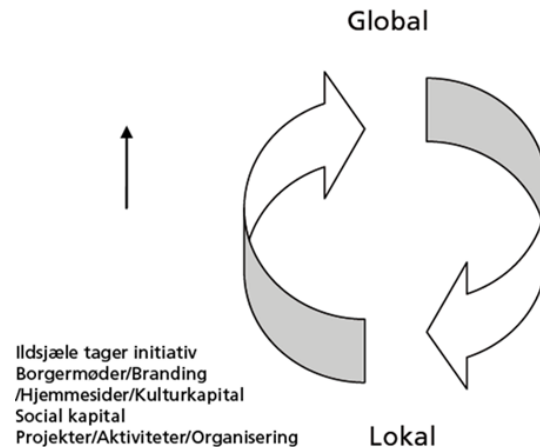 Global
Ildsjæle tager initiativ
Borgermøder/Branding
/Hjemmesider/Kulturkapital
Social kapital
Projekter/Aktiviteter/Organisering
Lokal